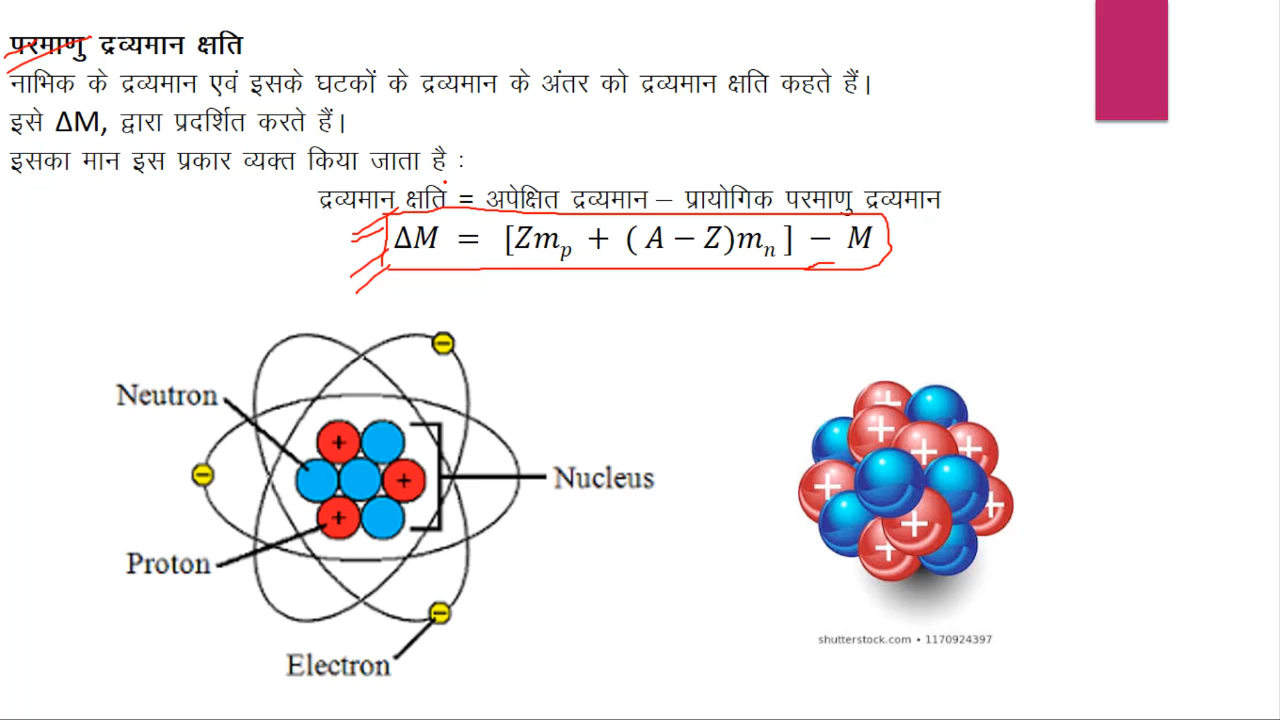 परमाणु द्रव्यमान क्षति
नाभिक के द्रव्यमान एवं इसके घटकों के द्रव्यमान के अंतर को द्रव्यमान क्षति कहते हैं।
इसे ΔM, द्वारा प्रदर्शित करते हैं।
इसका मान इस प्रकार व्यक्त किया जाता है :
द्रव्यमान क्षति = अपेक्षित द्रव्यमान – प्रायोगिक परमाणु द्रव्यमान
ΔM = [Zmₚ + ( A − Z)mₙ ] − M
Neutron
Nucleus
Proton
Electron
shutterstock.com • 1170924397